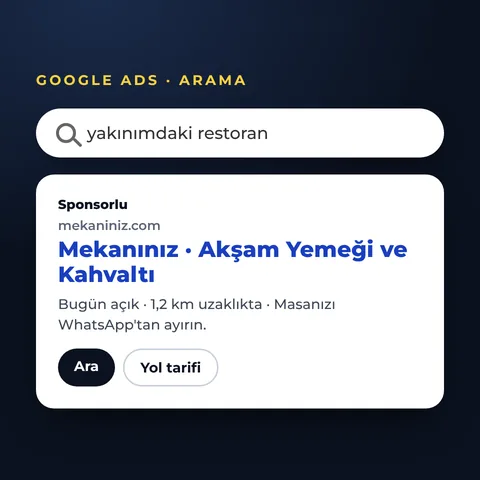 GOOGLE ADS · ARAMA
yakınımdaki restoran
Sponsorlu
mekaniniz.com
Mekanınız · Akşam Yemeği ve
Kahvaltı
Bugün açık · 1,2 km uzaklıkta · Masanızı
WhatsApp'tan ayırın.
Ara
Yol tarifi